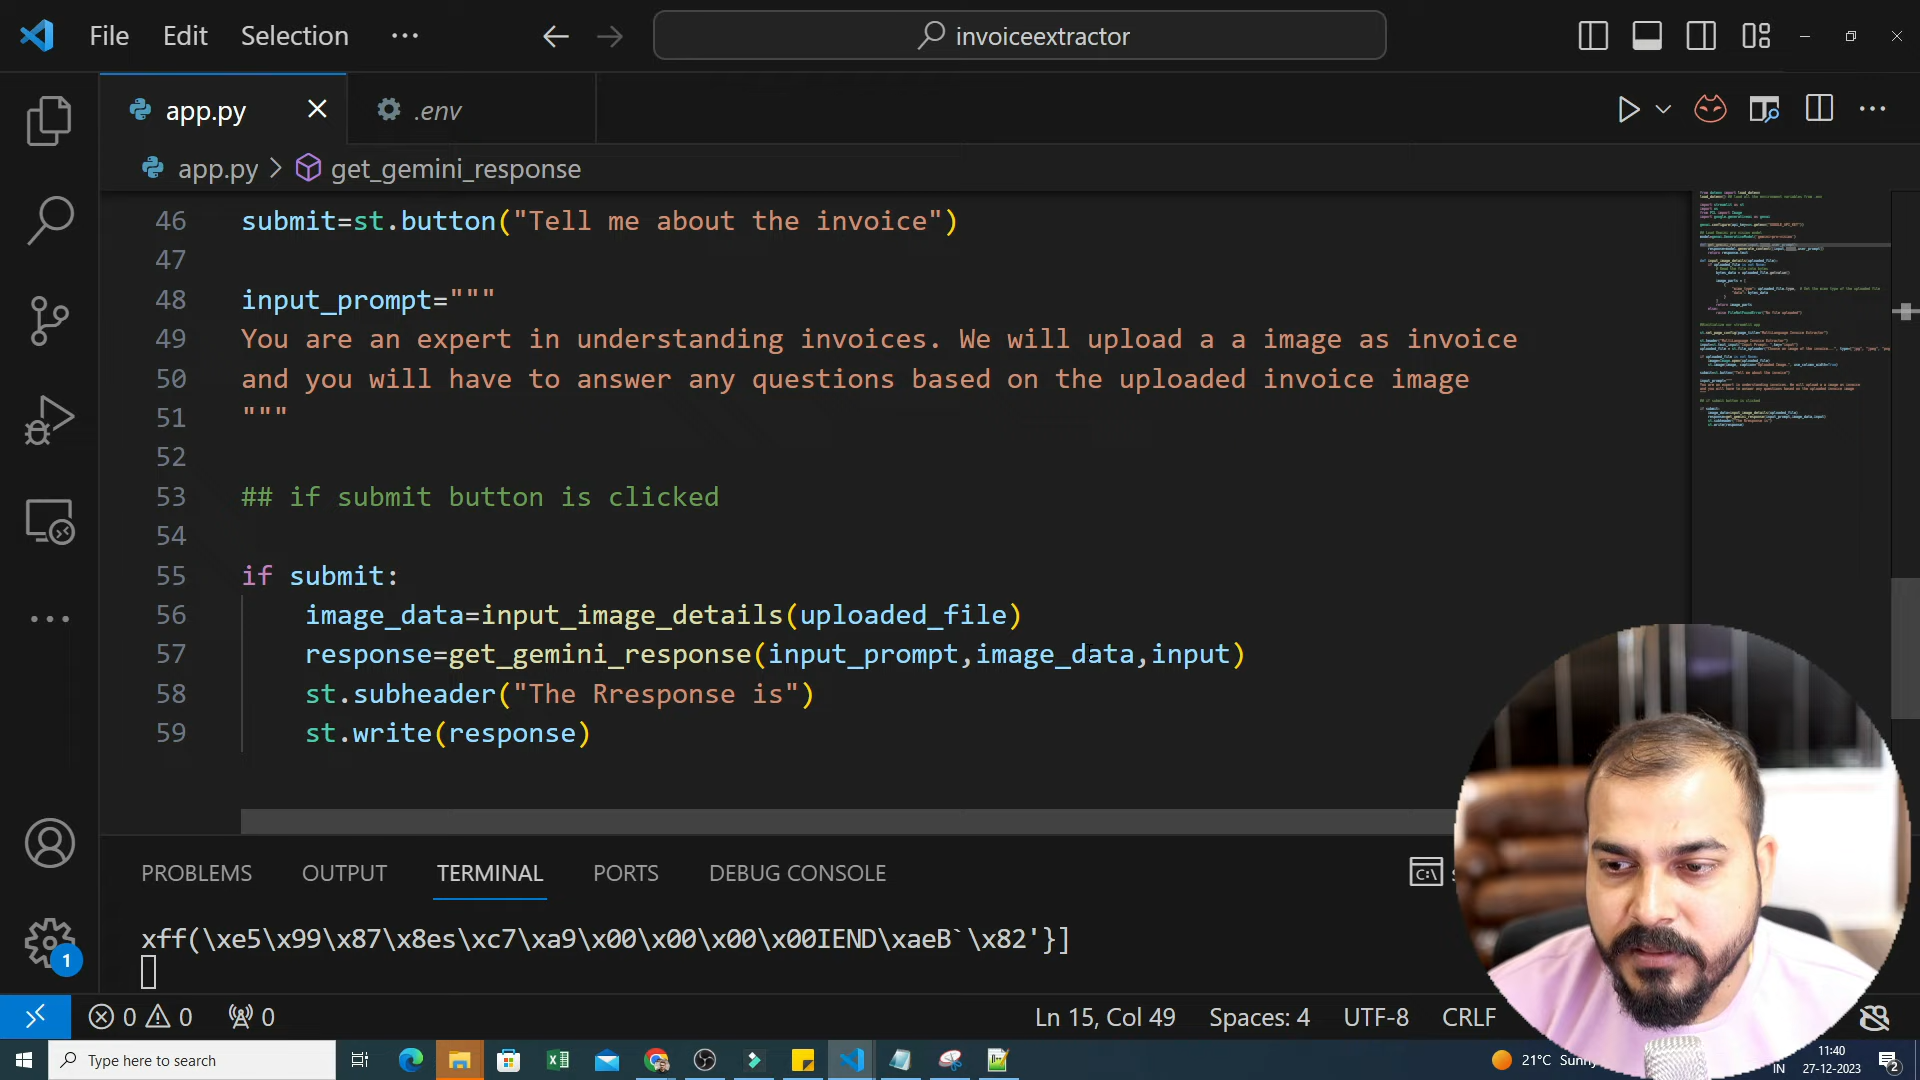 File Edit Selection ··· invoiceextractor
app.py .env
app.py > get_gemini_response
46 submit=st.button("Tell me about the invoice")
47
48 input_prompt="""
49 You are an expert in understanding invoices. We will upload a a image as invoice
50 and you will have to answer any questions based on the uploaded invoice image
51 """
52
53 ## if submit button is clicked
54
55 if submit:
56 image_data=input_image_details(uploaded_file)
57 response=get_gemini_response(input_prompt,image_data,input)
58 st.subheader("The Rresponse is")
59 st.write(response)
PROBLEMS OUTPUT TERMINAL PORTS DEBUG CONSOLE
xff(\xe5\x99\x87\x8es\xc7\xa9\x00\x00\x00\x00IEND\xaeB`\x82'}]
1
0 0 0 Ln 15, Col 49 Spaces: 4 UTF-8 CRLF
Type here to search 21°C IN 11:40
27-12-2023 2